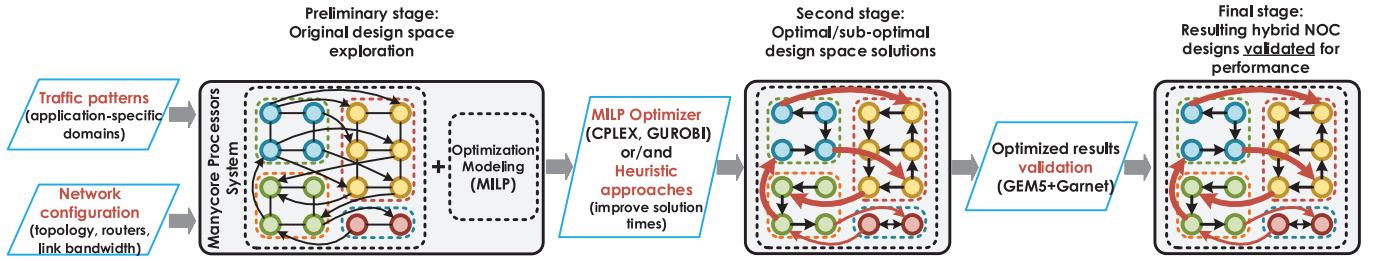 Preliminary stage:
Original design space
exploration
Second stage:
Optimal/sub-optimal
design space solutions
Final stage:
Resulting hybrid NOC
designs validated for
performance
Traffic patterns
(application-specific
domains)
Network
configuration
(topology, routers,
link bandwidth)
Manycore Processors
System
+
Optimization
Modeling
(MILP)
MILP Optimizer
(CPLEX, GUROBI)
or/and
Heuristic
approaches
(improve solution
times)
Optimized results
validation
(GEM5+Garnet)